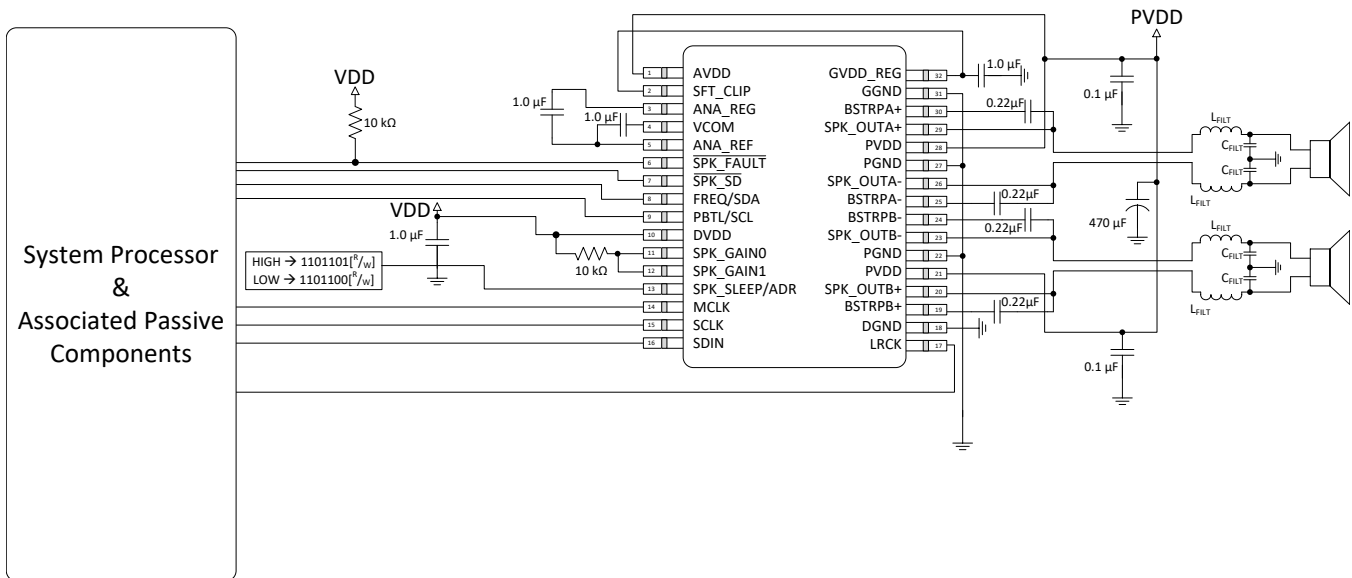 System Processor
&
Associated Passive
Components
VDD
10 kΩ
VDD
1.0 µF
HIGH → 1101101[R/W]
LOW → 1101100[R/W]
1.0 µF
1.0 µF
10 kΩ
1 AVDD
2 SFT_CLIP
3 ANA_REG
4 VCOM
5 ANA_REF
6 SPK_FAULT
7 SPK_SD
8 FREQ/SDA
9 PBTL/SCL
10 DVDD
11 SPK_GAIN0
12 SPK_GAIN1
13 SPK_SLEEP/ADR
14 MCLK
15 SCLK
16 SDIN
GVDD_REG 32
GGND 31
BSTRPA+ 30
SPK_OUTA+ 29
PVDD 28
PGND 27
SPK_OUTA- 26
BSTRPA- 25
BSTRPB- 24
SPK_OUTB- 23
PGND 22
PVDD 21
SPK_OUTB+ 20
BSTRPB+ 19
DGND 18
LRCK 17
1.0 µF
0.22µF
0.22µF
0.22µF
0.22µF
PVDD
0.1 µF
470 µF
0.1 µF
LFILT
CFILT
CFILT
LFILT
LFILT
CFILT
CFILT
LFILT